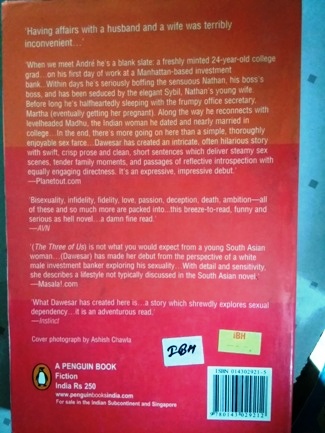 'Having affairs with a husband and a wife was terribly
inconvenient...'
'When we meet André he's a blank slate: a freshly minted 24-year-old college
grad...on his first day of work at a Manhattan-based investment
bank...Within days he's seriously boffing the sensuous Nathan, his boss's
boss, and has been seduced by the elegant Sybil, Nathan's young wife.
Before long he's halfheartedly sleeping with the frumpy office secretary,
Martha (eventually getting her pregnant). Along the way he reconnects with
levelheaded Madhu, the Indian woman he dated and nearly married in
college...In the end, there's more going on here than a simple, thoroughly
enjoyable sex farce...Dawesar has created an intricate, often hilarious story
with swift, crisp prose and clean, short sentences which deliver steamy sex
scenes, tender family moments, and passages of reflective introspection with
equally engaging directness. It's an expressive, impressive debut.'
—Planetout.com
'Bisexuality, infidelity, fidelity, love, passion, deception, death, ambition—all
of these and so much more are packed into...this breeze-to-read, funny and
serious as hell novel...a damn fine read.'
—AVN
'(The Three of Us) is not what you would expect from a young South Asian
woman...(Dawesar) has made her debut from the perspective of a white
male investment banker exploring his sexuality...With detail and sensitivity,
she describes a lifestyle not typically discussed in the South Asian novel.'
—Masala!.com
'What Dawesar has created here is...a story which shrewdly explores sexual
dependency...it is an adventurous read.'
—Instinct
Cover photograph by Ashish Chawla
IBH
IBH
A PENGUIN BOOK
Fiction
India Rs 250
www.penguinbooksindia.com
For sale in the Indian Subcontinent and Singapore
ISBN 014302921-5
9780143029212